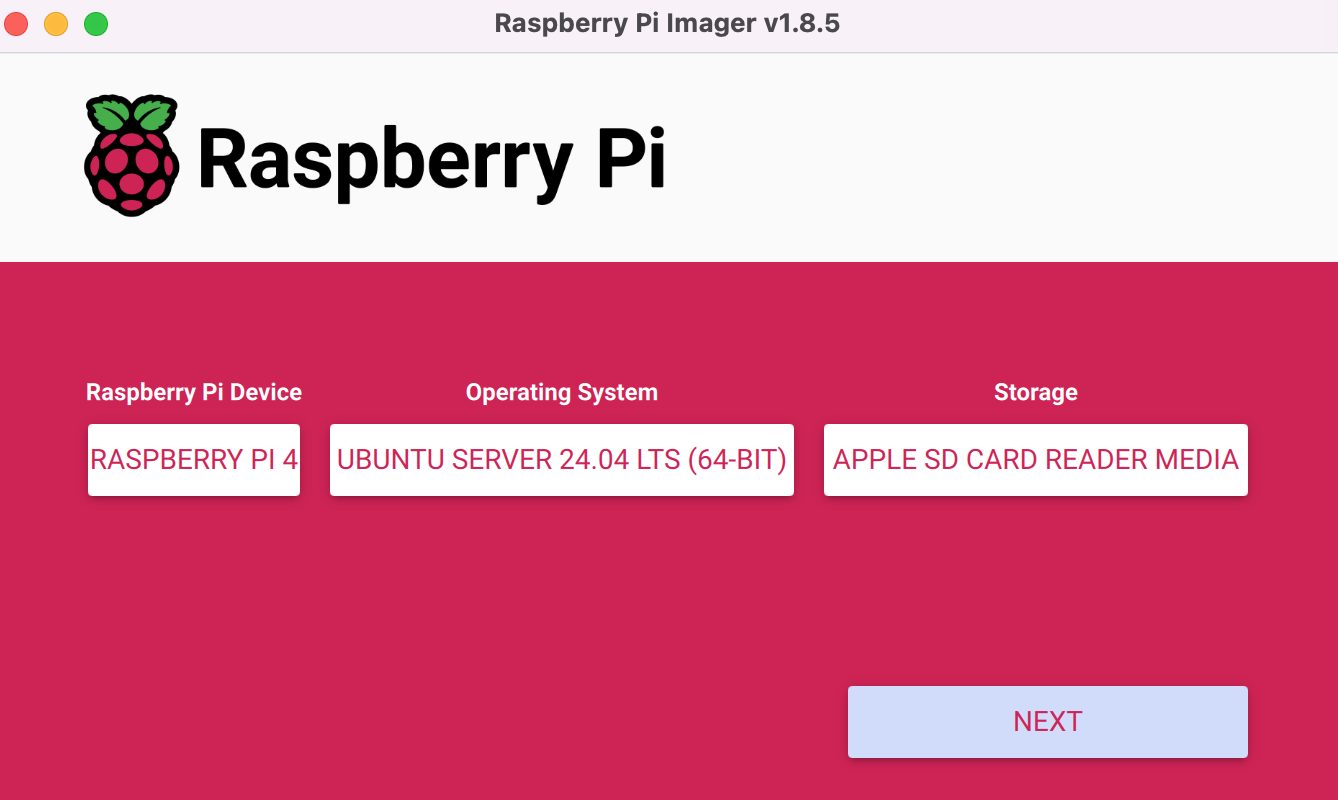 Raspberry Pi Imager v1.8.5
Raspberry Pi
Raspberry Pi Device
Operating System
Storage
RASPBERRY PI 4
UBUNTU SERVER 24.04 LTS (64-BIT)
APPLE SD CARD READER MEDIA
NEXT